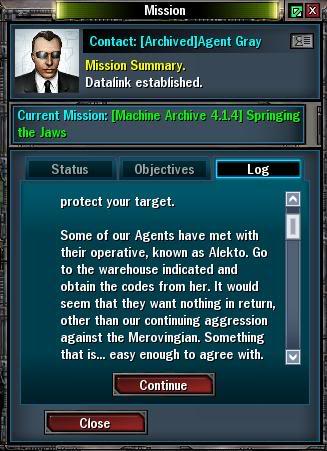 Mission
Contact: [Archived]Agent Gray
Mission Summary.
Datalink established.
Current Mission: [Machine Archive 4.1.4] Springing
the Jaws
Status
Objectives
Log
protect your target.
Some of our Agents have met with
their operative, known as Alekto. Go
to the warehouse indicated and
obtain the codes from her. It would
seem that they want nothing in return,
other than our continuing aggression
against the Merovingian. Something
that is... easy enough to agree with.
Continue
Close